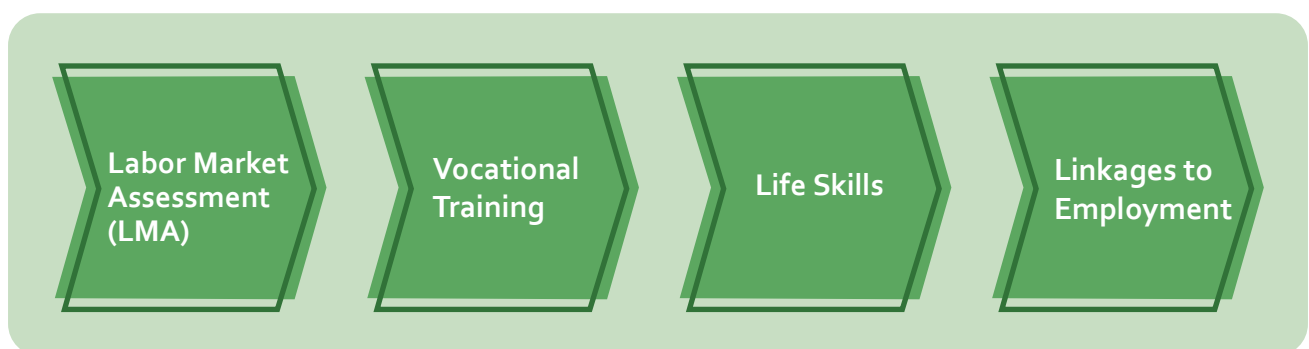 Labor Market
Assessment
(LMA)
Vocational
Training
Life Skills
Linkages to
Employment